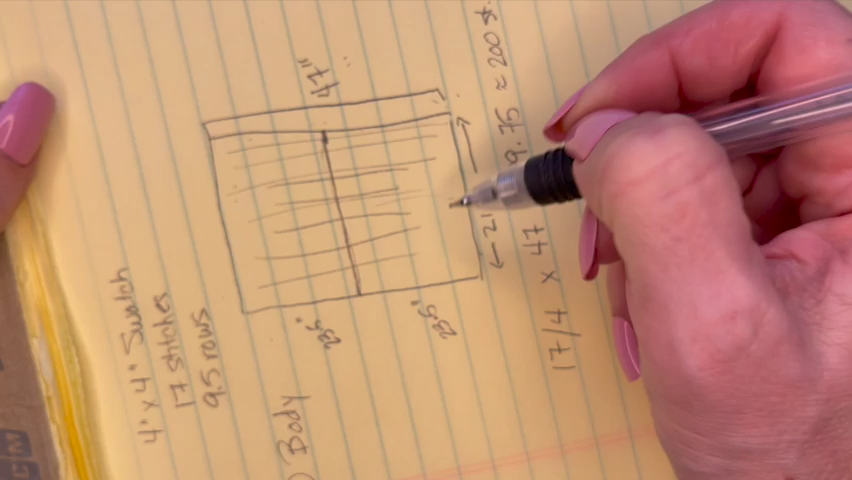 4" x 4" Swatch
17 stitches
9.5 rows
) Body
47"
23.5"
23.5"
← 21
→
17/4 x 47
9.75 ≈ 200 st.
CM